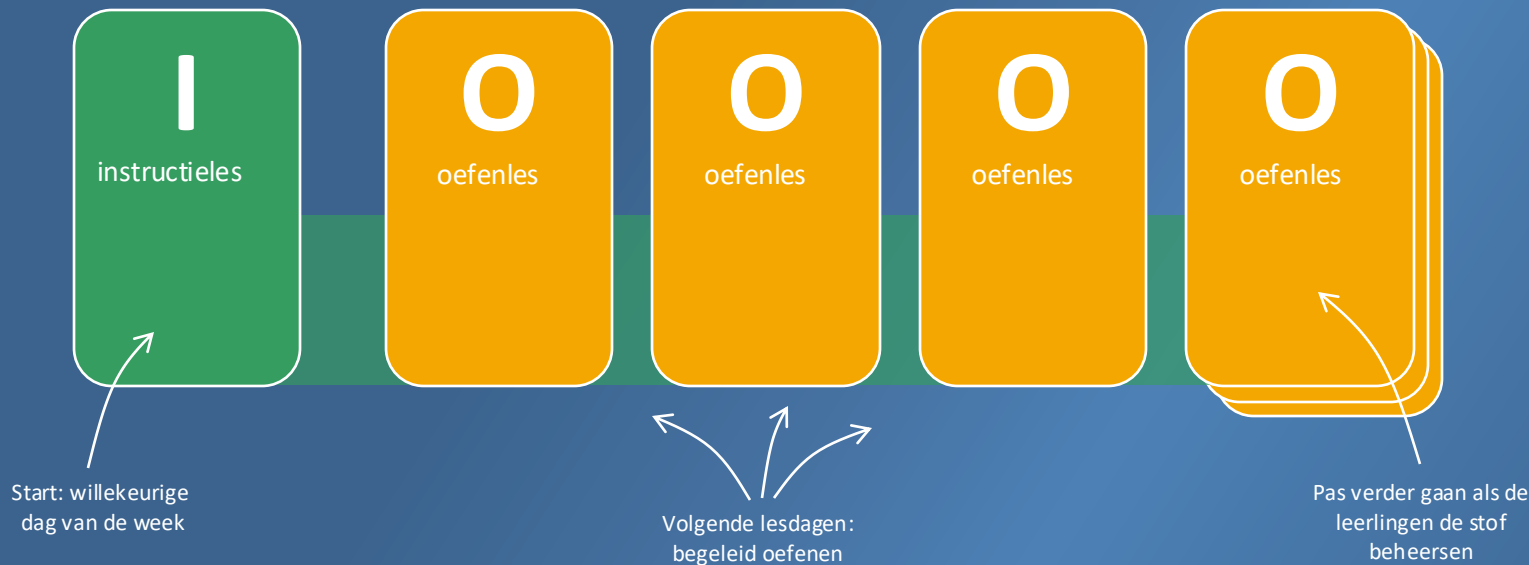 I
instructieles
O
oefenles
O
oefenles
O
oefenles
O
oefenles
Start: willekeurige
dag van de week
Volgende lesdagen:
begeleid oefenen
Pas verder gaan als de
leerlingen de stof
beheersen